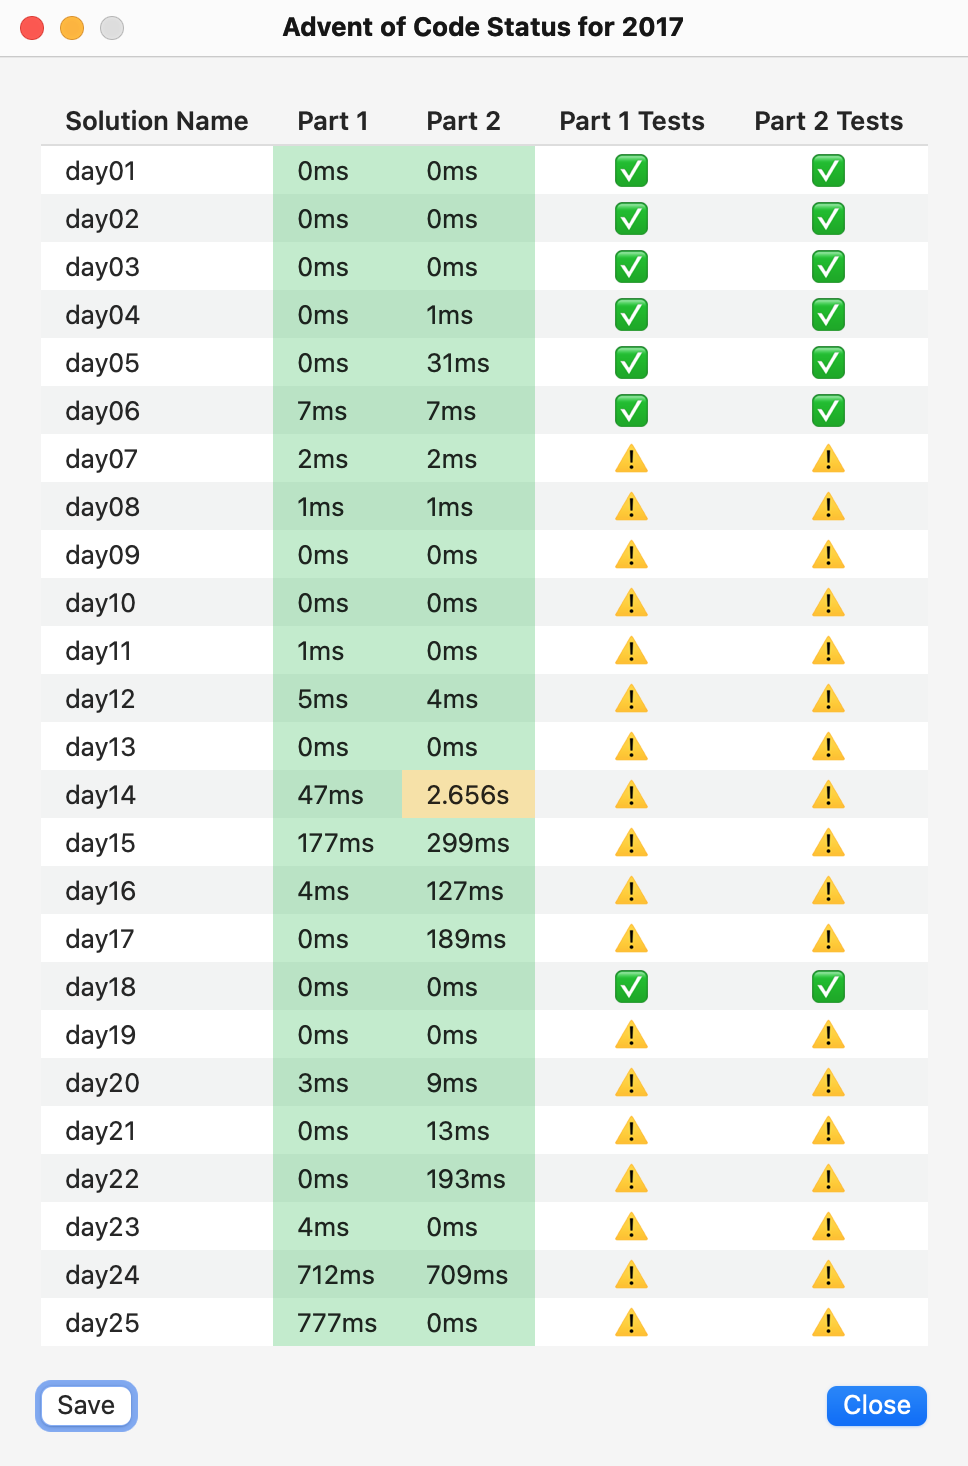 Advent of Code Status for 2017
Solution Name Part 1 Part 2 Part 1 Tests Part 2 Tests
day01 0ms 0ms
day02 0ms 0ms
day03 0ms 0ms
day04 0ms 1ms
day05 0ms 31ms
day06 7ms 7ms
day07 2ms 2ms
day08 1ms 1ms
day09 0ms 0ms
day10 0ms 0ms
day11 1ms 0ms
day12 5ms 4ms
day13 0ms 0ms
day14 47ms 2.656s
day15 177ms 299ms
day16 4ms 127ms
day17 0ms 189ms
day18 0ms 0ms
day19 0ms 0ms
day20 3ms 9ms
day21 0ms 13ms
day22 0ms 193ms
day23 4ms 0ms
day24 712ms 709ms
day25 777ms 0ms
Save Close